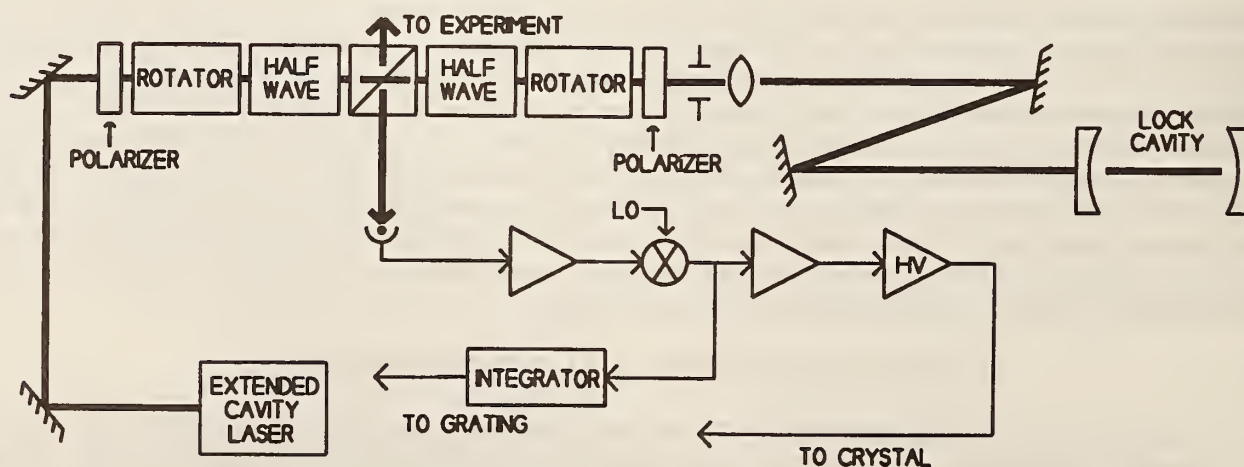 TO EXPERIMENT
ROTATOR
HALF
WAVE
HALF
WAVE
ROTATOR
POLARIZER
POLARIZER
LOCK
CAVITY
LO
HV
INTEGRATOR
EXTENDED
CAVITY
LASER
TO GRATING
TO CRYSTAL